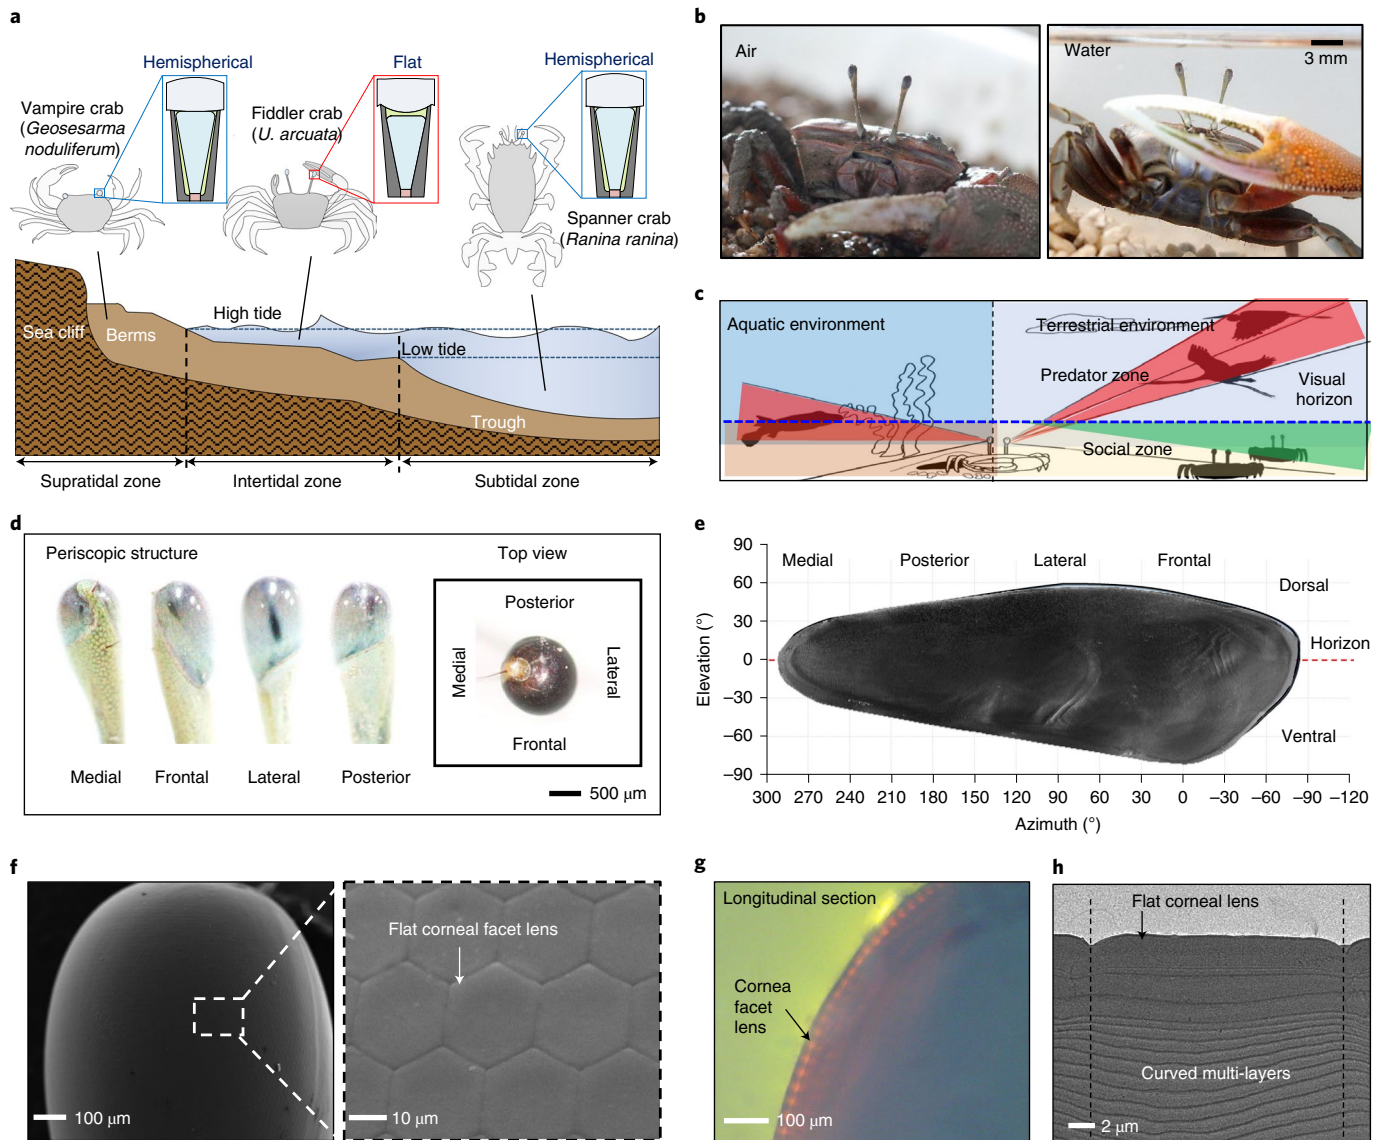 a
Hemispherical
Flat
Hemispherical
Vampire crab
(Geosesarma
noduliferum)
Fiddler crab
(U. arcuata)
Spanner crab
(Ranina ranina)
High tide
Sea cliff
Berms
Low tide
Trough
Supratidal zone
Intertidal zone
Subtidal zone
b
Air
Water
3 mm
c
Aquatic environment
Terrestrial environment
Predator zone
Visual
horizon
Social zone
d
Periscopic structure
Top view
Posterior
Medial
Lateral
Frontal
Medial
Frontal
Lateral
Posterior
500 μm
e
90
60
30
0
–30
–60
–90
Elevation (°)
Medial
Posterior
Lateral
Frontal
Dorsal
Horizon
Ventral
300 270 240 210 180 150 120 90 60 30 0 –30 –60 –90 –120
Azimuth (°)
f
100 μm
Flat corneal facet lens
10 μm
g
Longitudinal section
Cornea
facet
lens
100 μm
h
Flat corneal lens
Curved multi-layers
2 μm